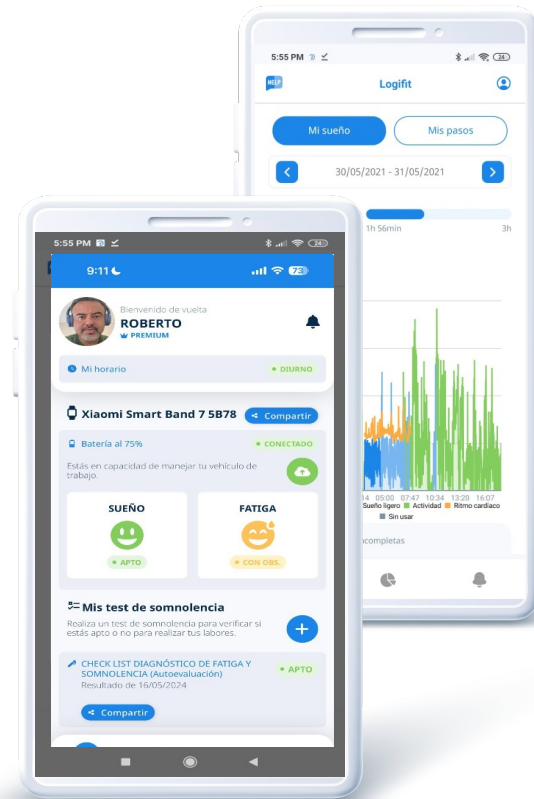 5:55 PM
24
HELP
Logifit
Mi sueño
Mis pasos
30/05/2021 - 31/05/2021
1h 56min
3h
14 05:00 07:47 10:34 13:20 16:07
Sueño ligero Actividad Ritmo cardíaco
Sin usar
ncompletas
5:55 PM
24
9:11
73
Bienvenido de vuelta
ROBERTO
PREMIUM
Mi horario
DIURNO
Xiaomi Smart Band 7 5B78
Compartir
Batería al 75%
CONECTADO
Estás en capacidad de manejar tu vehículo de
trabajo.
SUEÑO
FATIGA
APTO
CON OBS.
Mis test de somnolencia
Realiza un test de somnolencia para verificar si
estás apto o no para realizar tus labores.
CHECK LIST DIAGNÓSTICO DE FATIGA Y
SOMNOLENCIA (Autoevaluación)
APTO
Resultado de 16/05/2024
Compartir